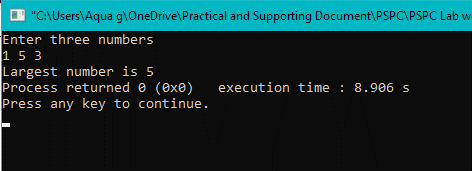 "C:\Users\Aqua g\OneDrive\Practical and Supporting Document\PSPC\PSPC Lab w
Enter three numbers
1 5 3
Largest number is 5
Process returned 0 (0x0)   execution time : 8.906 s
Press any key to continue.